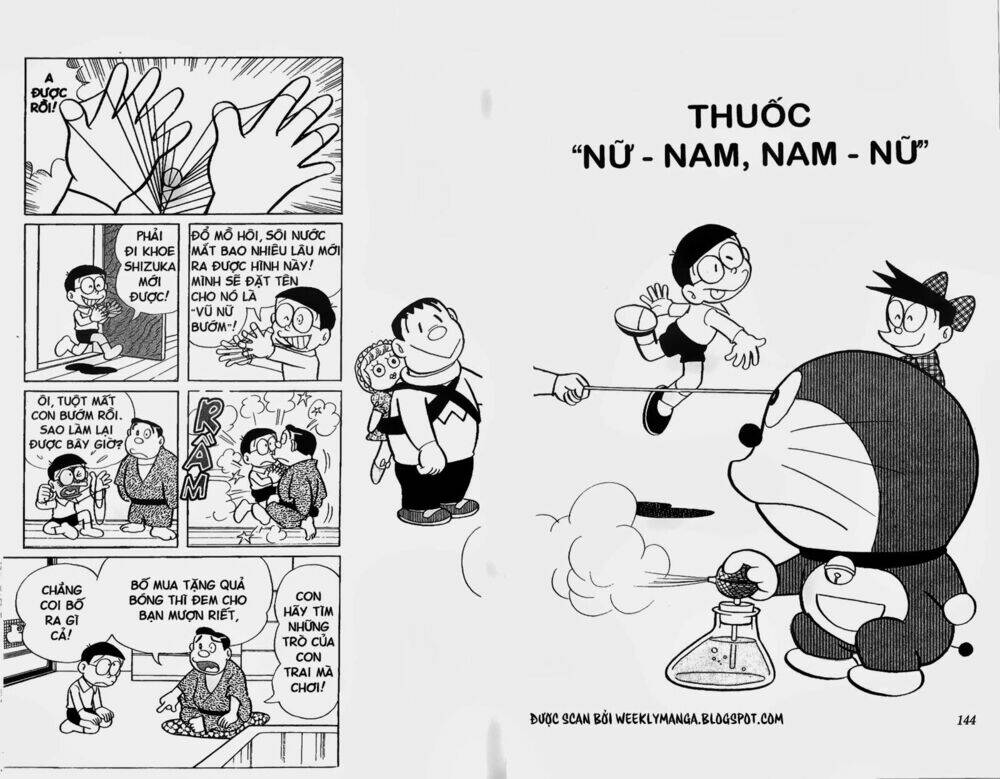 THUỐC
“NỮ - NAM, NAM - NỮ”
ĐƯỢC SCAN BỞI WEEKLYMANGA.BLOGSPOT.COM
144
A
ĐƯỢC
RỒI!
ĐỔ MỒ HÔI, SÔI NƯỚC
MẮT BAO NHIÊU LÂU MỚI
RA ĐƯỢC HÌNH NÀY!
MÌNH SẼ ĐẶT TÊN
CHO NÓ LÀ
"VŨ NỮ
BƯỚM"!
PHẢI
ĐI KHOE
SHIZUKA
MỚI
ĐƯỢC!
RẦM
ÔI, TUỘT MẤT
CON BƯỚM RỒI.
SAO LÀM LẠI
ĐƯỢC BÂY GIỜ?
CON
HÃY TÌM
NHỮNG
TRÒ CỦA
CON
TRAI MÀ
CHƠI!
BỐ MUA TẶNG QUẢ
BÓNG THÌ ĐEM CHO
BẠN MƯỢN RIẾT,
CHẲNG
COI BỐ
RA GÌ
CẢ!